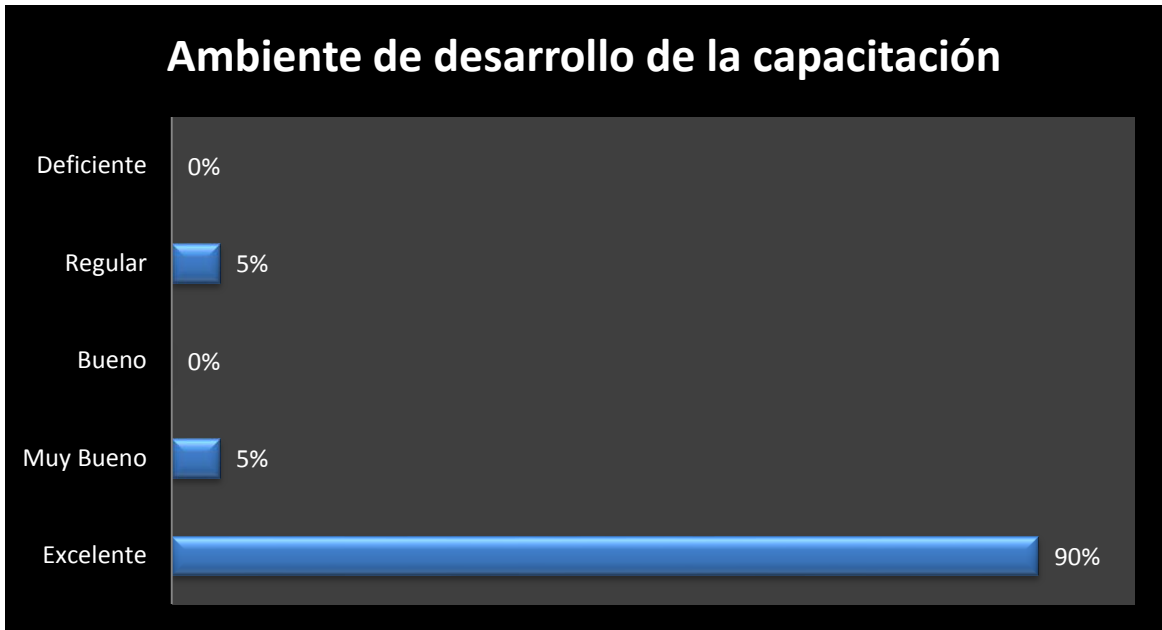 Ambiente de desarrollo de la capacitación
Deficiente 0%
Regular 5%
Bueno 0%
Muy Bueno 5%
Excelente 90%